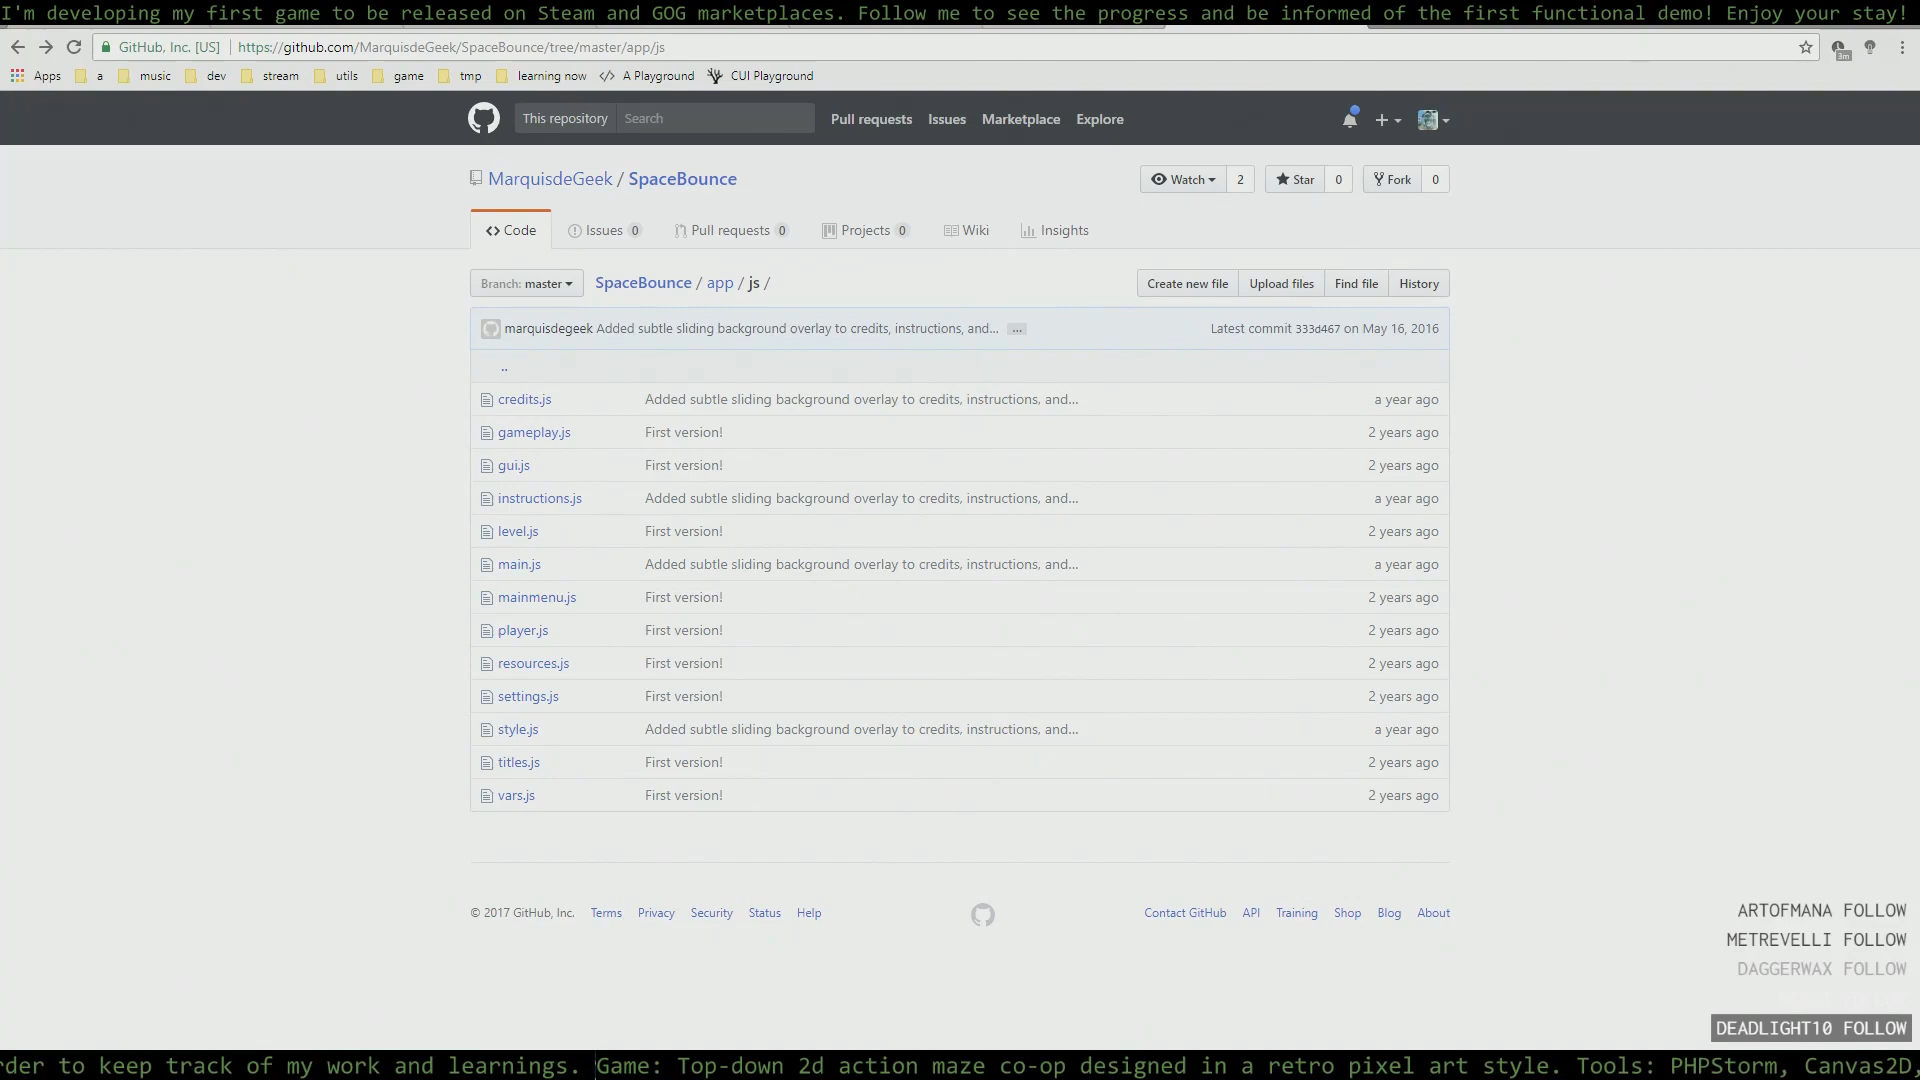 I'm developing my first game to be released on Steam and GOG marketplaces. Follow me to see the progress and be informed of the first functional demo! Enjoy your stay!
GitHub, Inc. [US] https://github.com/MarquisdeGeek/SpaceBounce/tree/master/app/js 3m
Apps a music dev stream utils game tmp learning now A Playground CUI Playground
This repository Search Pull requests Issues Marketplace Explore
MarquisdeGeek / SpaceBounce Watch 2 Star 0 Fork 0
Code Issues 0 Pull requests 0 Projects 0 Wiki Insights
Branch: master SpaceBounce / app / js / Create new file Upload files Find file History
marquisdegeek Added subtle sliding background overlay to credits, instructions, and… … Latest commit 333d467 on May 16, 2016
..
credits.js Added subtle sliding background overlay to credits, instructions, and… a year ago
gameplay.js First version! 2 years ago
gui.js First version! 2 years ago
instructions.js Added subtle sliding background overlay to credits, instructions, and… a year ago
level.js First version! 2 years ago
main.js Added subtle sliding background overlay to credits, instructions, and… a year ago
mainmenu.js First version! 2 years ago
player.js First version! 2 years ago
resources.js First version! 2 years ago
settings.js First version! 2 years ago
style.js Added subtle sliding background overlay to credits, instructions, and… a year ago
titles.js First version! 2 years ago
vars.js First version! 2 years ago
© 2017 GitHub, Inc. Terms Privacy Security Status Help Contact GitHub API Training Shop Blog About
ARTOFMANA FOLLOW
METREVELLI FOLLOW
DAGGERWAX FOLLOW
DEADLIGHT10 FOLLOW
rder to keep track of my work and learnings. Game: Top-down 2d action maze co-op designed in a retro pixel art style. Tools: PHPStorm, Canvas2D,